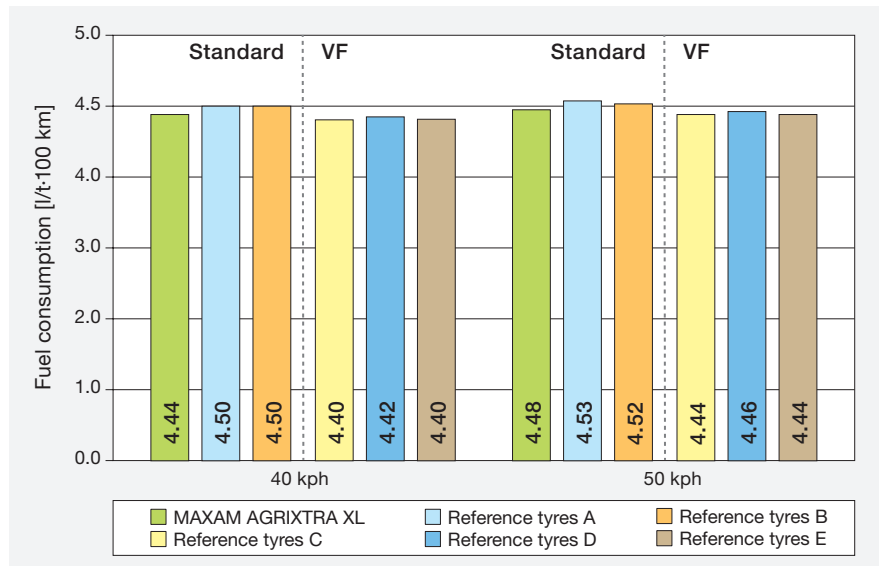 Fuel consumption [l/t·100 km]
5.0
4.5
4.0
3.0
2.0
1.0
0.0
Standard VF Standard VF
4.44 4.50 4.50 4.40 4.42 4.40 4.48 4.53 4.52 4.44 4.46 4.44
40 kph 50 kph
MAXAM AGRIXTRA XL Reference tyres A Reference tyres B
Reference tyres C Reference tyres D Reference tyres E